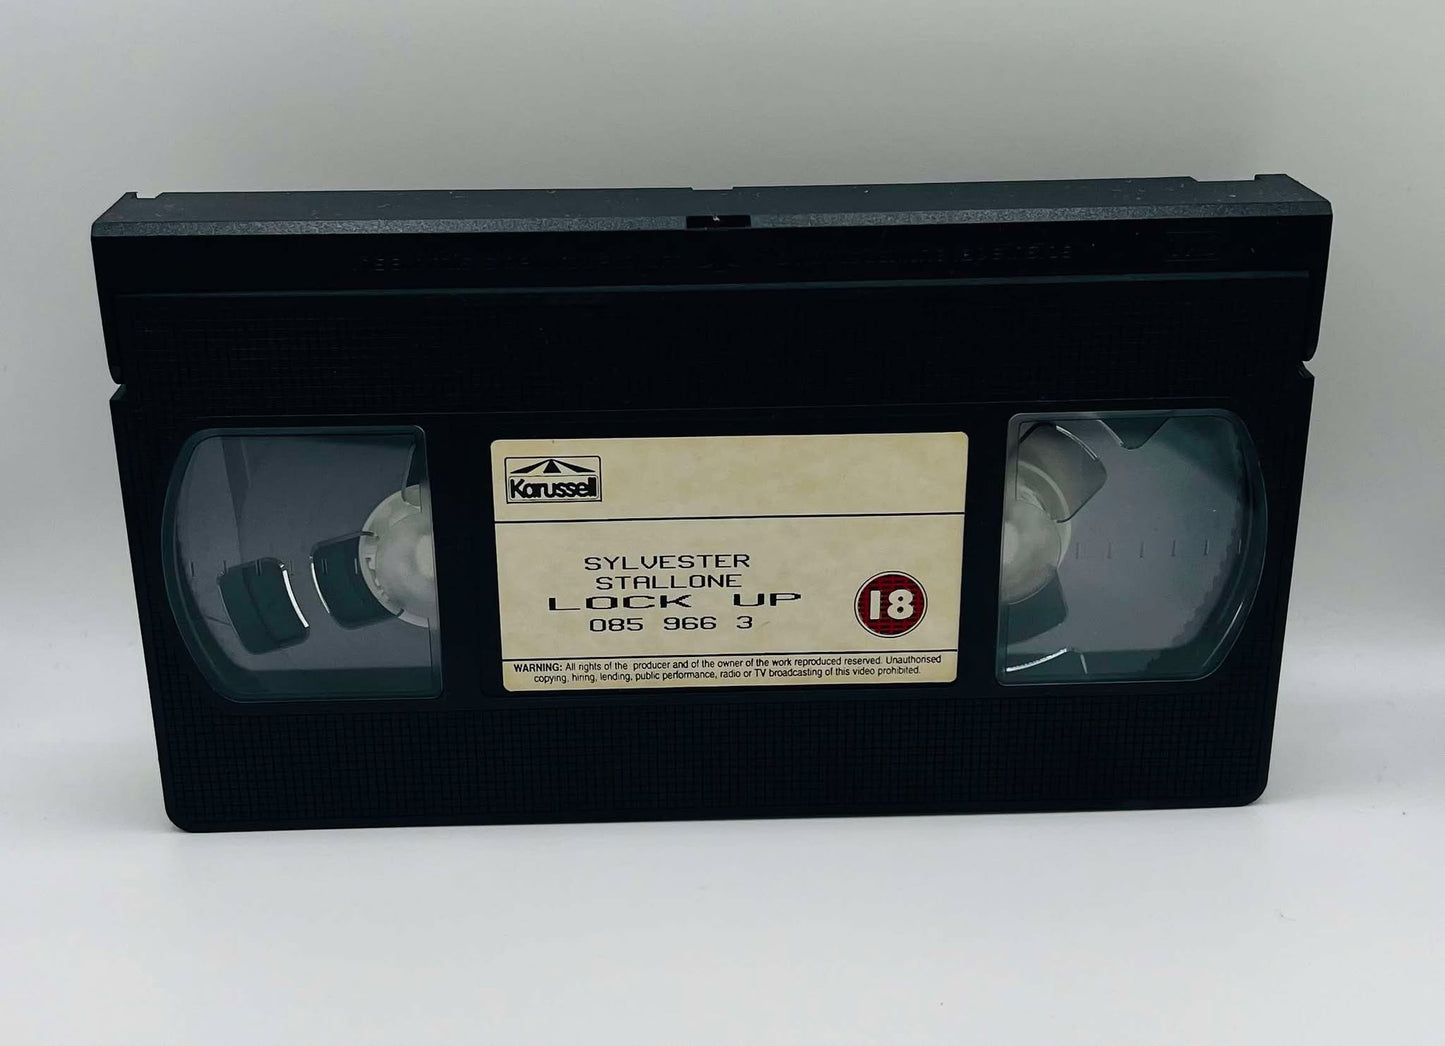 Karussell
SYLVESTER
STALLONE
LOCK UP
085 966 3
18
WARNING: All rights of the producer and of the owner of the work reproduced reserved. Unauthorised
copying, hiring, lending, public performance, radio or TV broadcasting of this video prohibited.